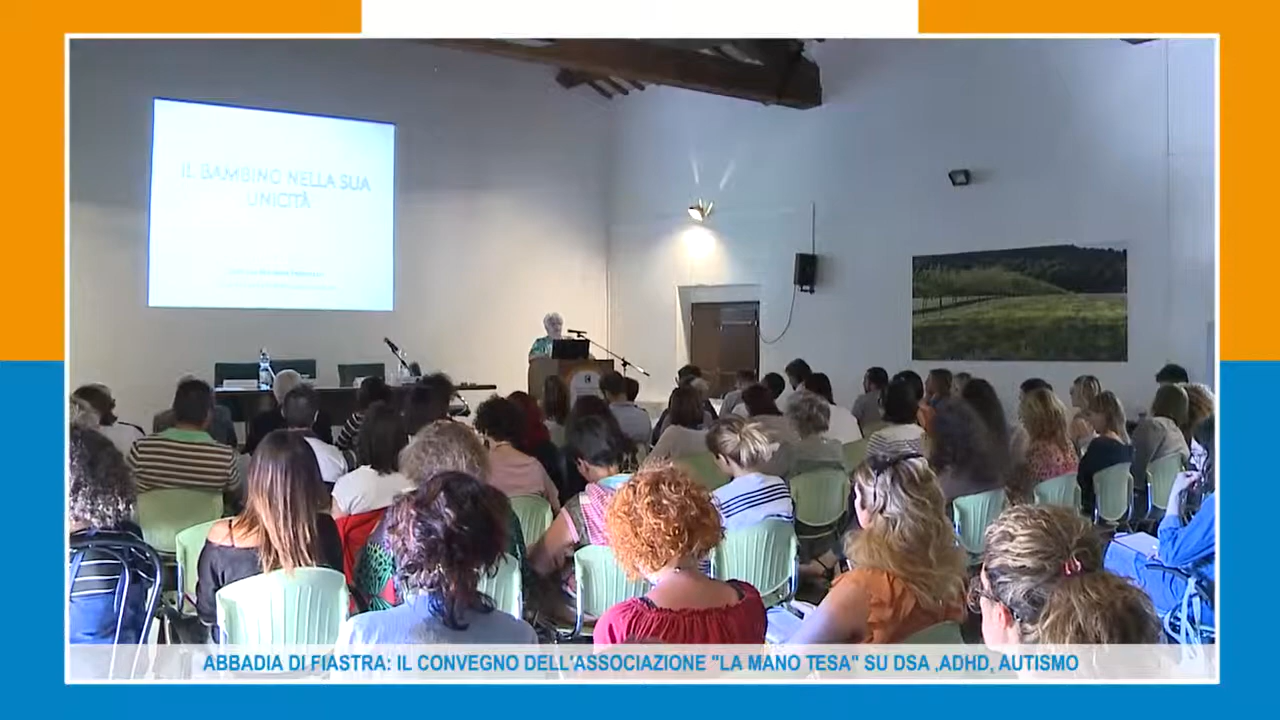 IL BAMBINO NELLA SUA
UNICITÀ
ABBADIA DI FIASTRA: IL CONVEGNO DELL'ASSOCIAZIONE "LA MANO TESA" SU DSA ,ADHD, AUTISMO